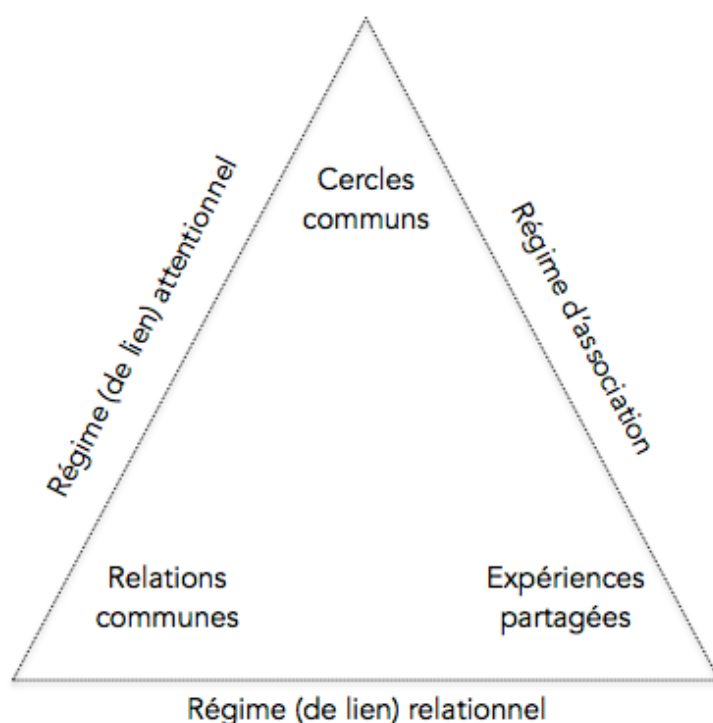 Cercles
communs
Régime (de lien) attentionnel
Régime d'association
Relations
communes
Expériences
partagées
Régime (de lien) relationnel